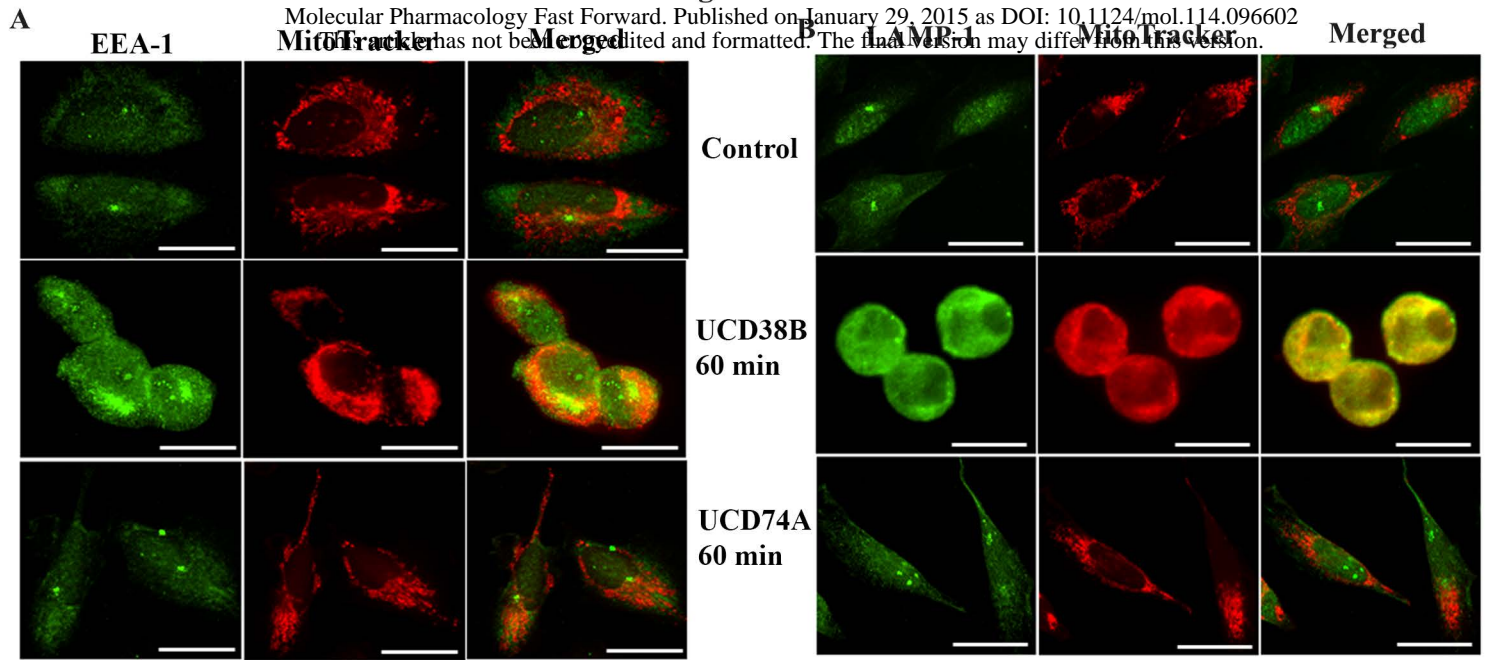 Molecular Pharmacology Fast Forward. Published on January 29, 2015 as DOI: 10.1124/mol.114.096602
This article has not been copyedited and formatted. The final version may differ from this version.
A
EEA-1 MitoTracker Merged
B
LAMP-1 MitoTracker Merged
Control
UCD38B
60 min
UCD74A
60 min